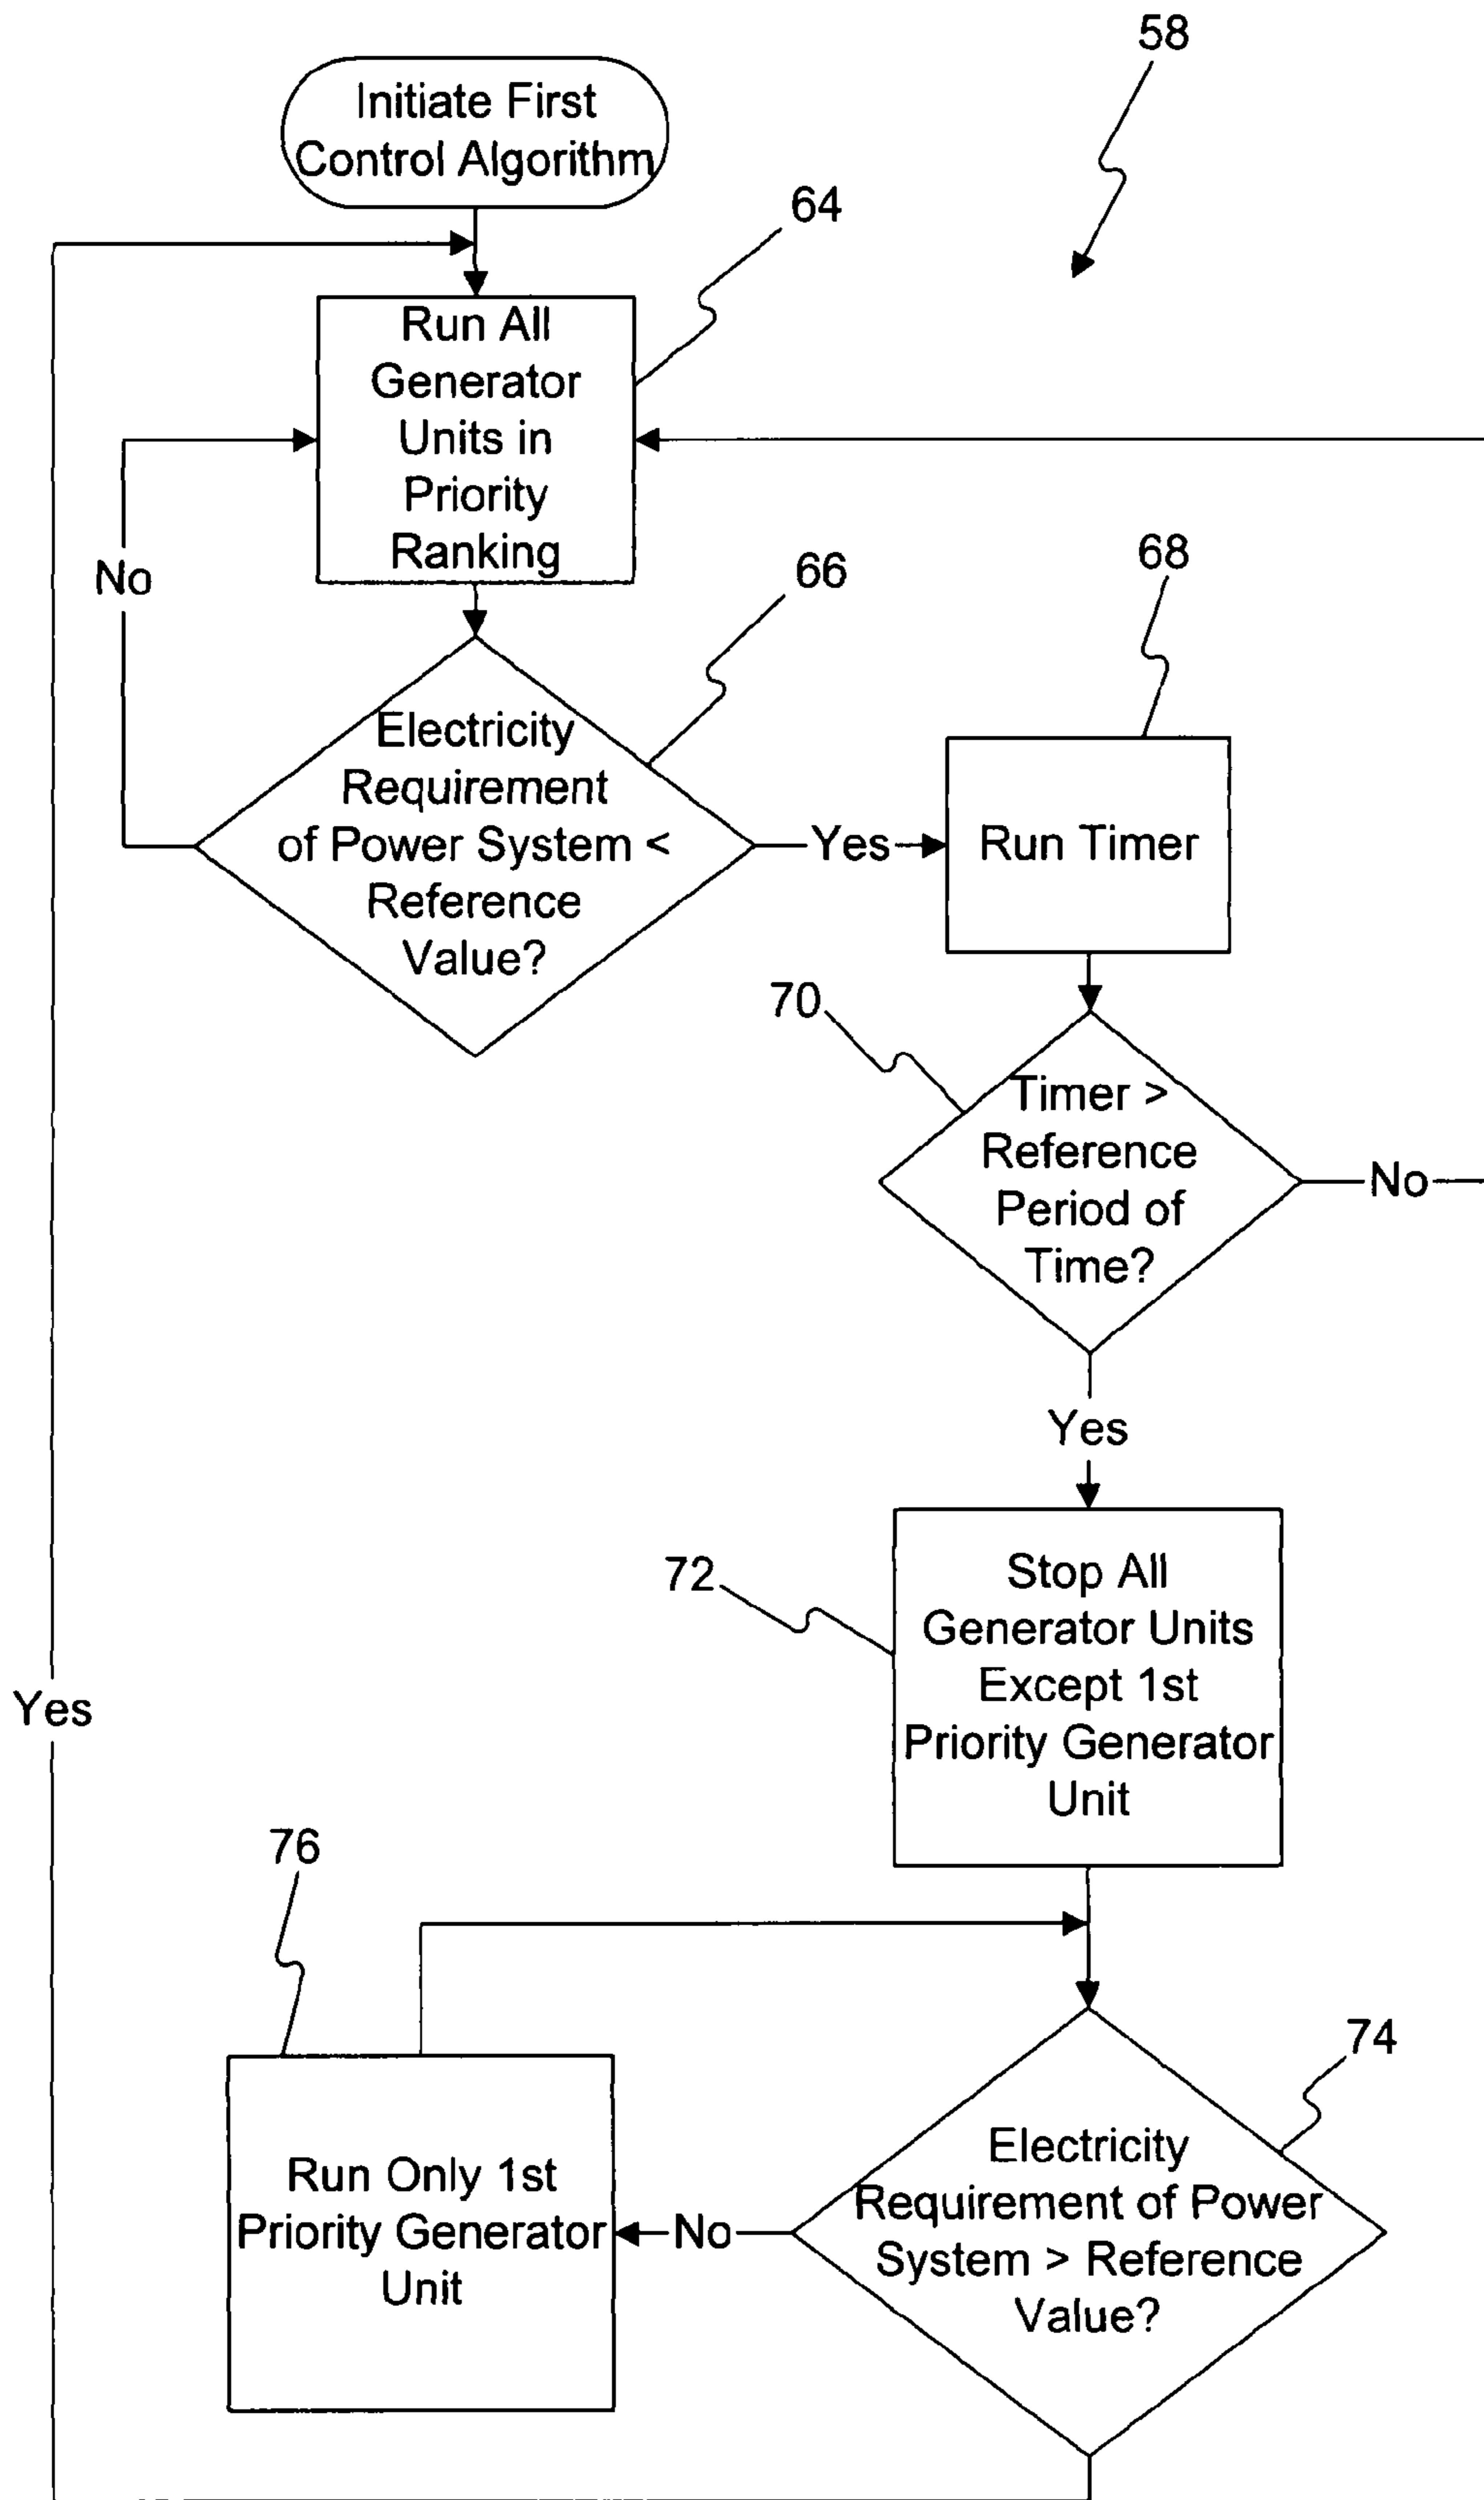 58
Initiate First
Control Algorithm
64
Run All
Generator
Units in
Priority
Ranking
No
66
68
Electricity
Requirement
of Power System <
Reference
Value?
Yes
Run Timer
70
Timer >
Reference
Period of
Time?
No
Yes
72
Stop All
Generator Units
Except 1st
Priority Generator
Unit
Yes
76
74
Run Only 1st
Priority Generator
Unit
No
Electricity
Requirement of Power
System > Reference
Value?